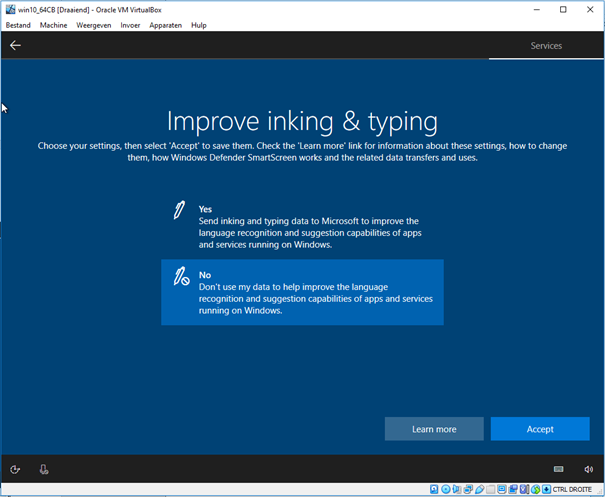 win10_64CB [Draaiend] - Oracle VM VirtualBox
Bestand Machine Weergeven Invoer Apparaten Hulp
Services
Improve inking & typing
Choose your settings, then select 'Accept' to save them. Check the 'Learn more' link for information about these settings, how to change
them, how Windows Defender SmartScreen works and the related data transfers and uses.
Yes
Send inking and typing data to Microsoft to improve the
language recognition and suggestion capabilities of apps
and services running on Windows.
No
Don't use my data to help improve the language
recognition and suggestion capabilities of apps and services
running on Windows.
Learn more Accept
CTRL DROITE